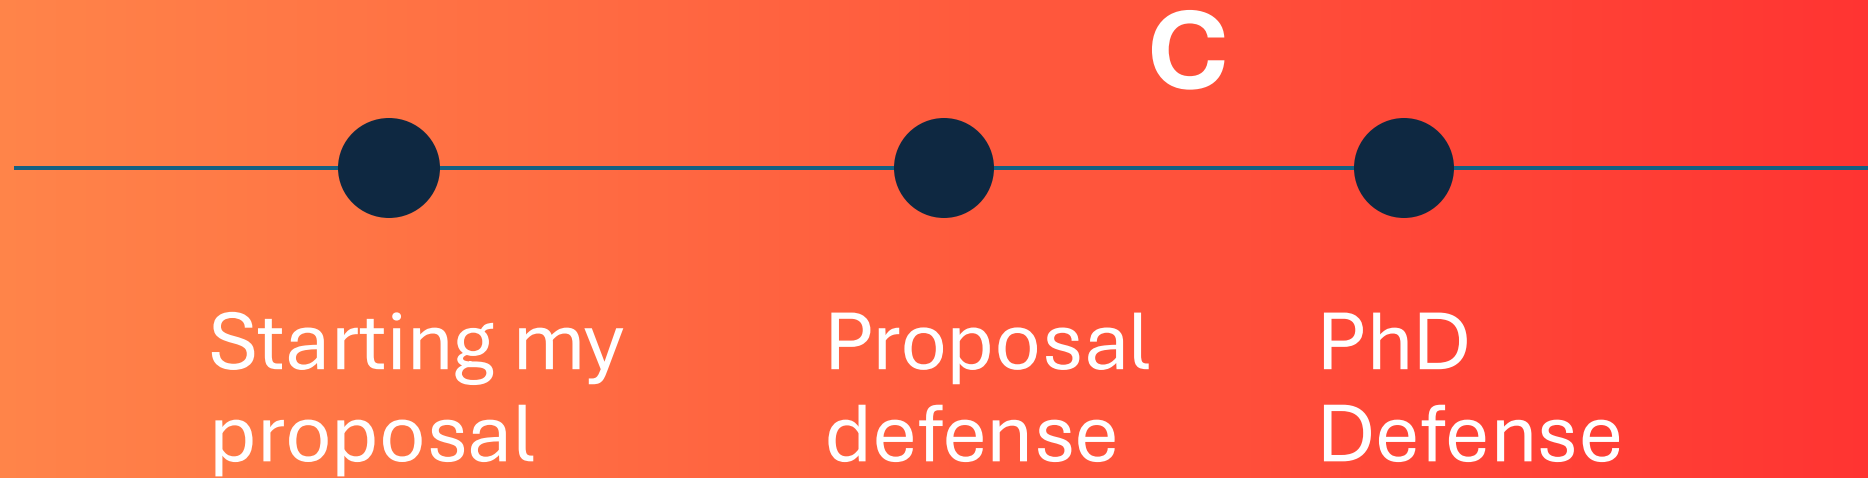 C
Starting my
proposal
Proposal
defense
PhD
Defense